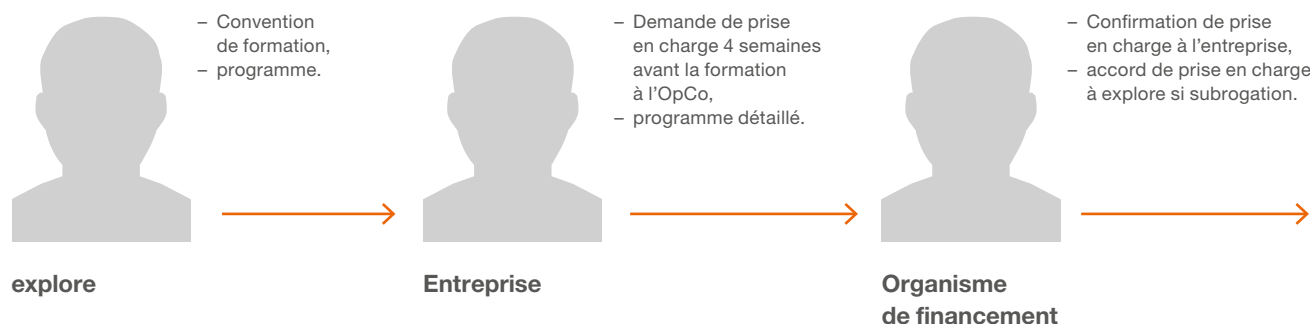 – Convention
de formation,
– programme.
– Demande de prise
en charge 4 semaines
avant la formation
à l'OpCo,
– programme détaillé.
– Confirmation de prise
en charge à l'entreprise,
– accord de prise en charge
à explore si subrogation.
explore
Entreprise
Organisme
de financement